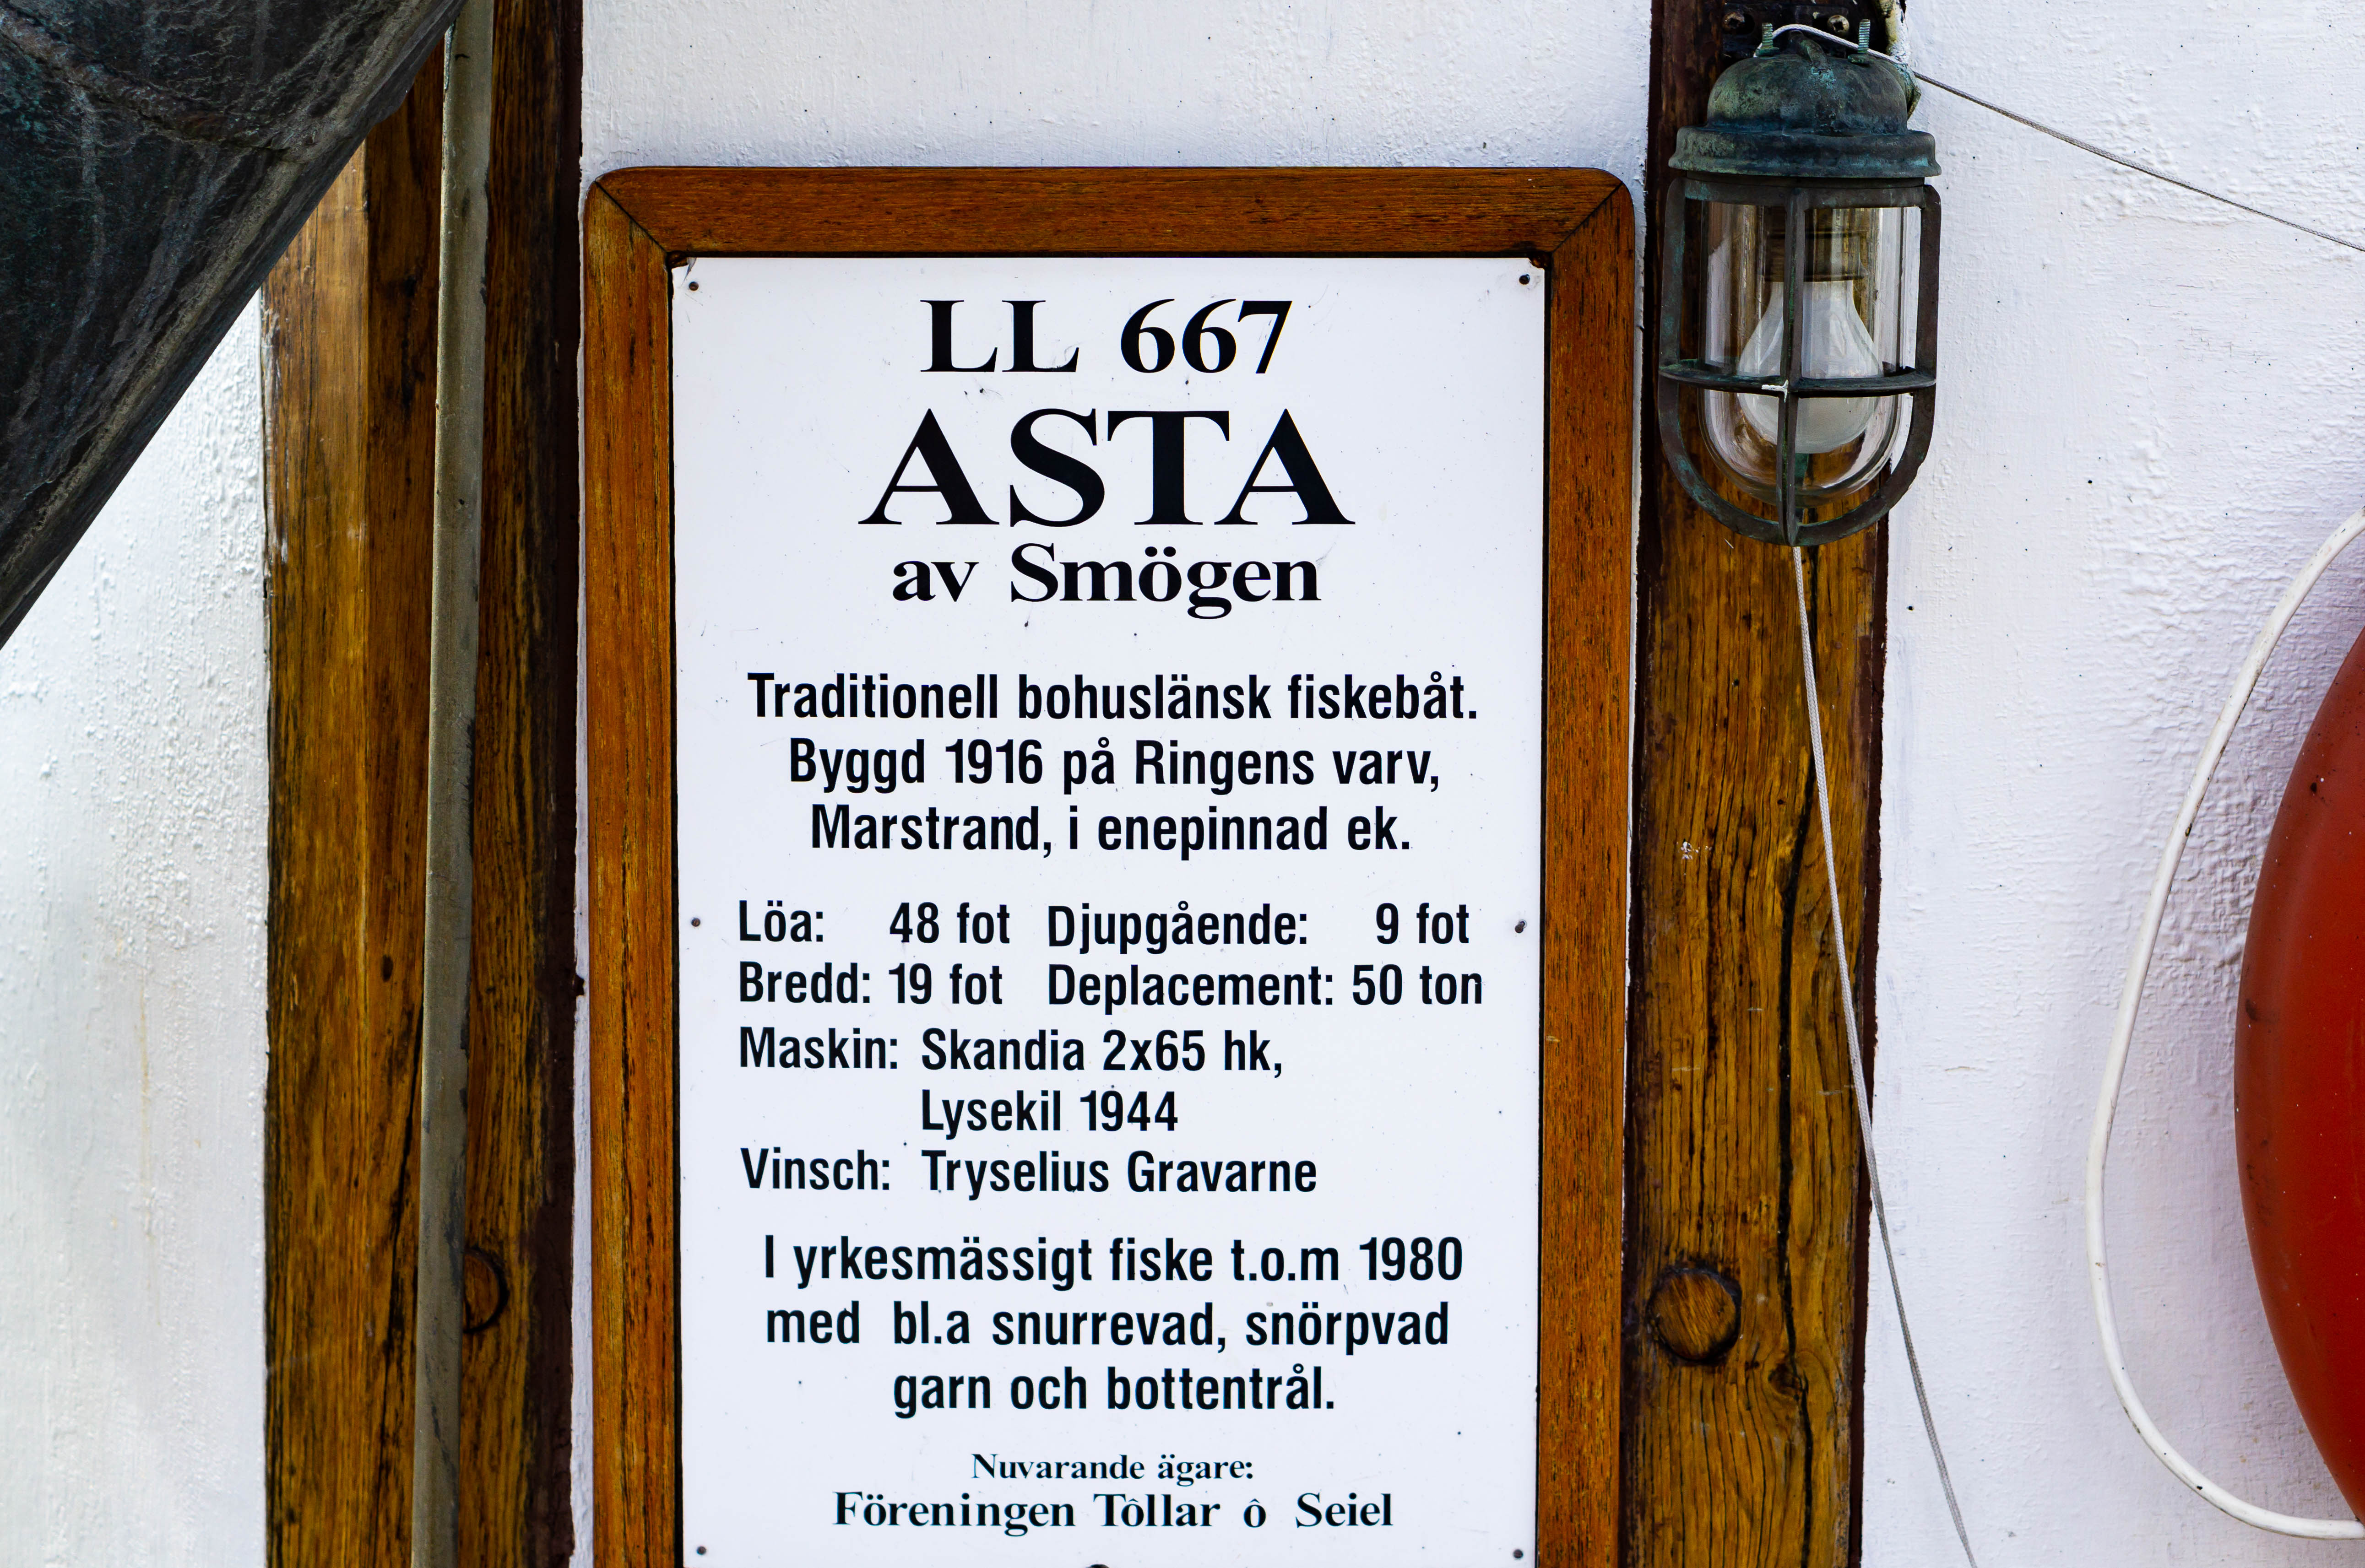 LL 667
ASTA
av Smögen
Traditionell bohuslänsk fiskebåt.
Byggd 1916 på Ringens varv,
Marstrand, i enepinnad ek.
Löa: 48 fot Djupgående: 9 fot
Bredd: 19 fot Deplacement: 50 ton
Maskin: Skandia 2x65 hk,
Lysekil 1944
Vinsch: Tryselius Gravarne
I yrkesmässigt fiske t.o.m 1980
med bl.a snurrevad, snörpvad
garn och bottentrål.
Nuvarande ägare:
Föreningen Tôllar ô Seiel